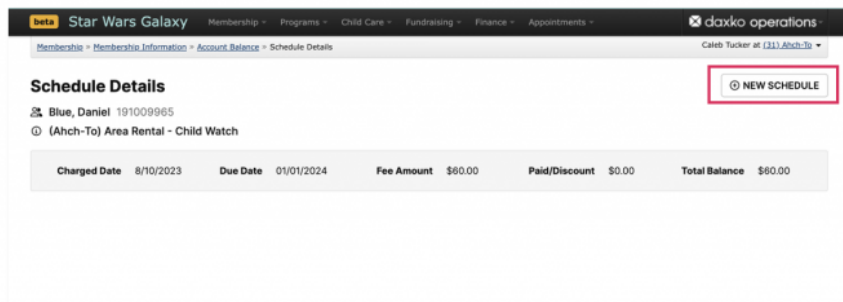 beta Star Wars Galaxy Membership Programs Child Care Fundraising Finance Appointments daxko operations
Membership > Membership Information > Account Balance > Schedule Details Caleb Tucker at (31) Ahch-To
Schedule Details NEW SCHEDULE
Blue, Daniel 191009965
(Ahch-To) Area Rental - Child Watch
Charged Date 8/10/2023 Due Date 01/01/2024 Fee Amount $60.00 Paid/Discount $0.00 Total Balance $60.00